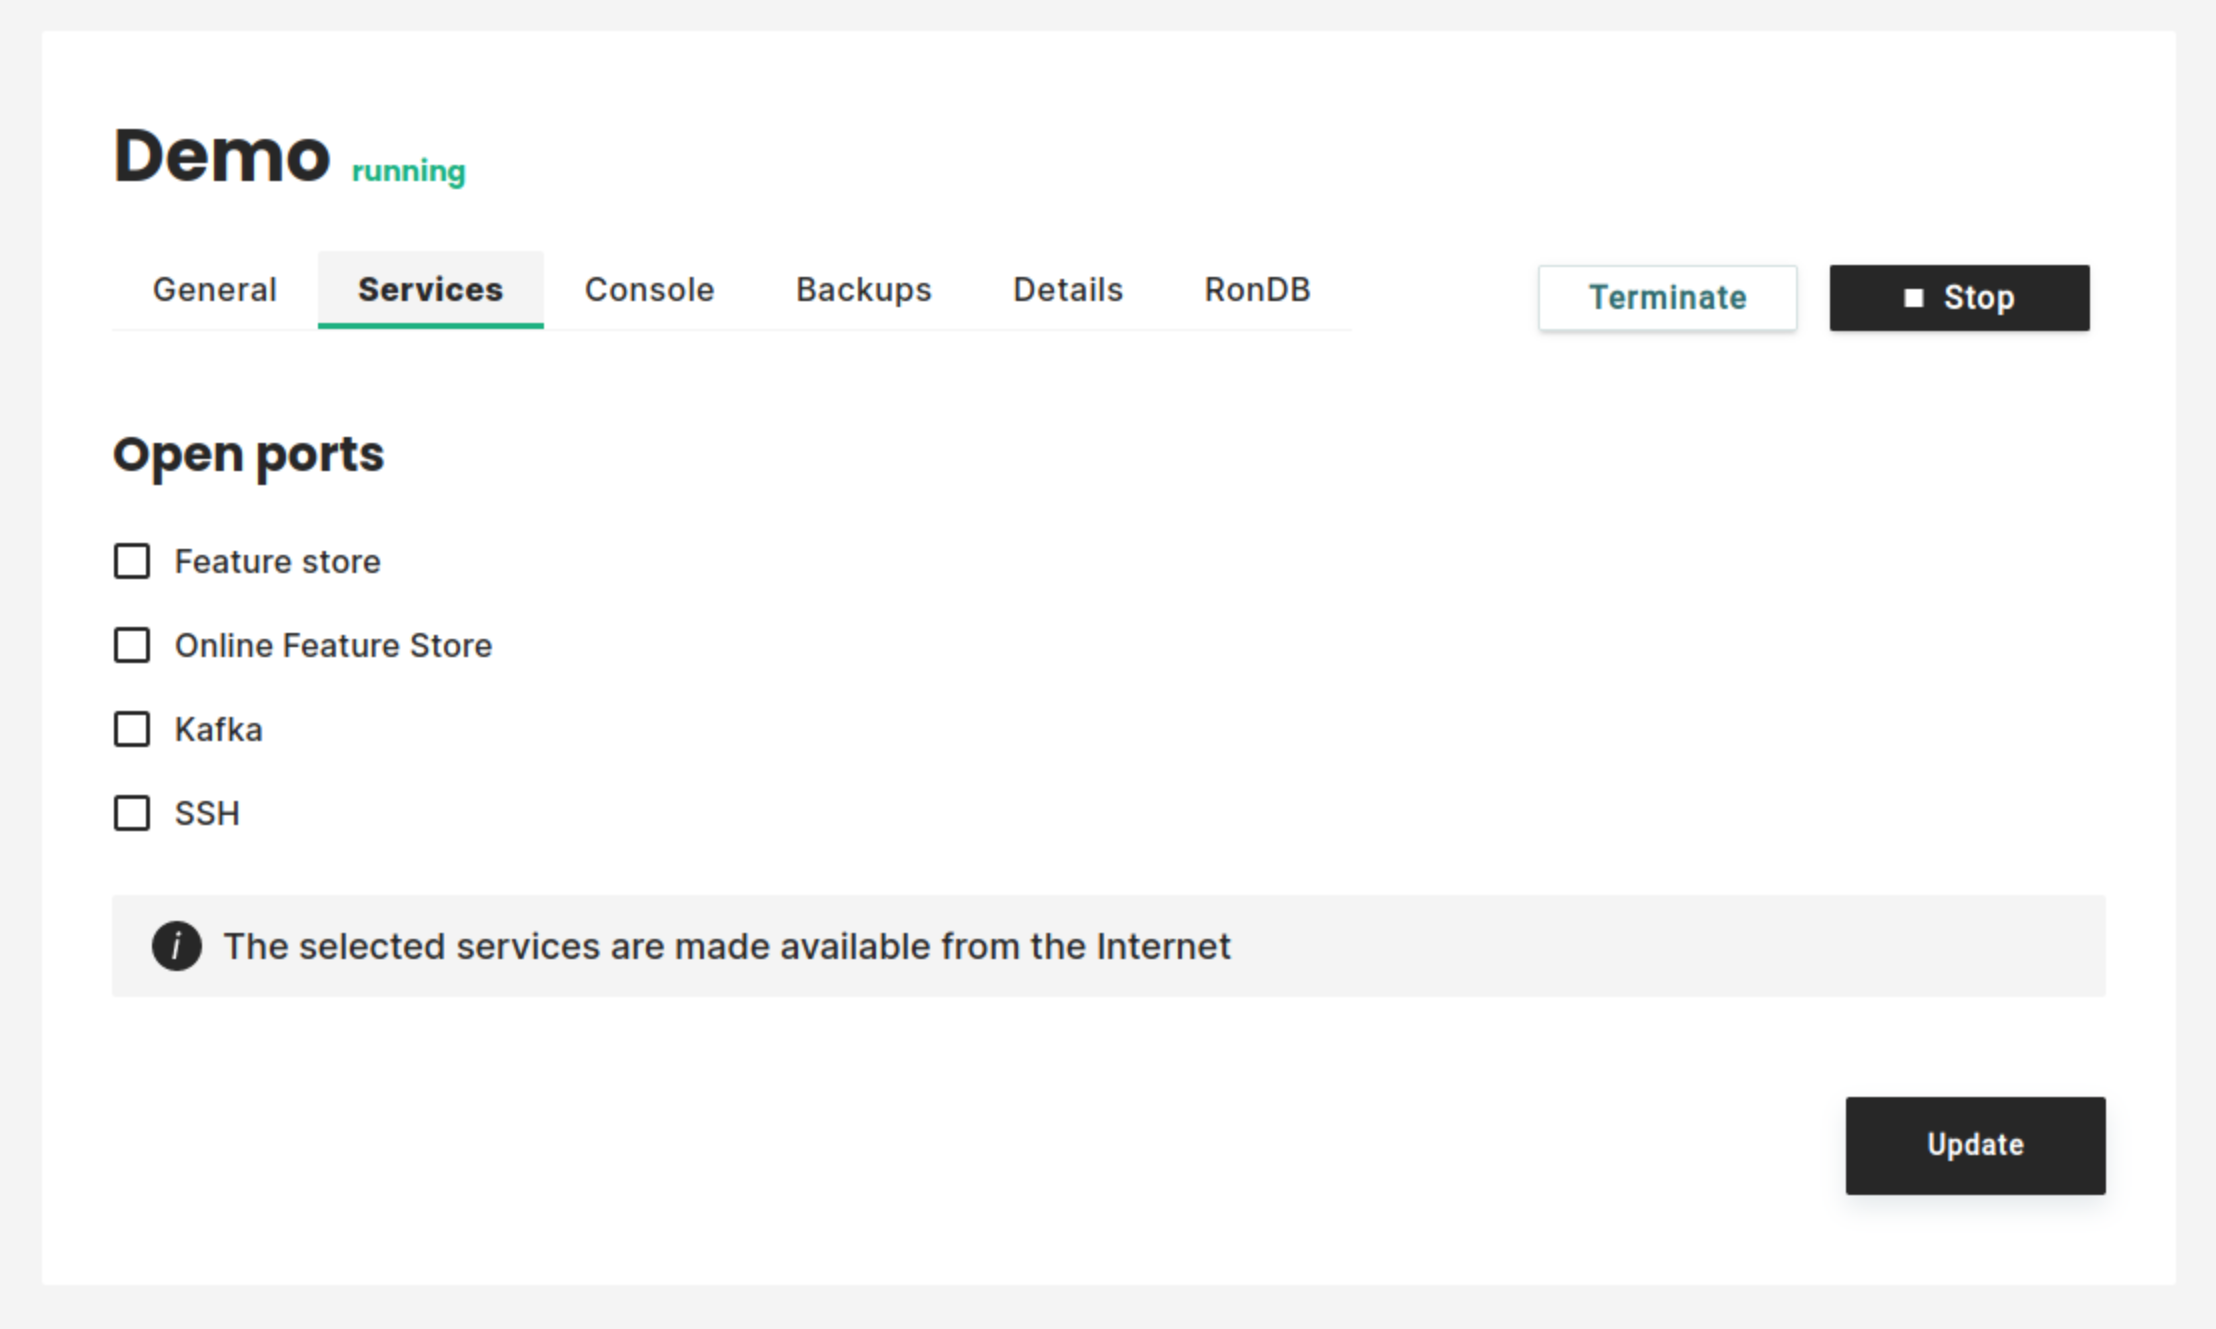 Demo running
General Services Console Backups Details RonDB Terminate Stop
Open ports
Feature store
Online Feature Store
Kafka
SSH
i The selected services are made available from the Internet
Update